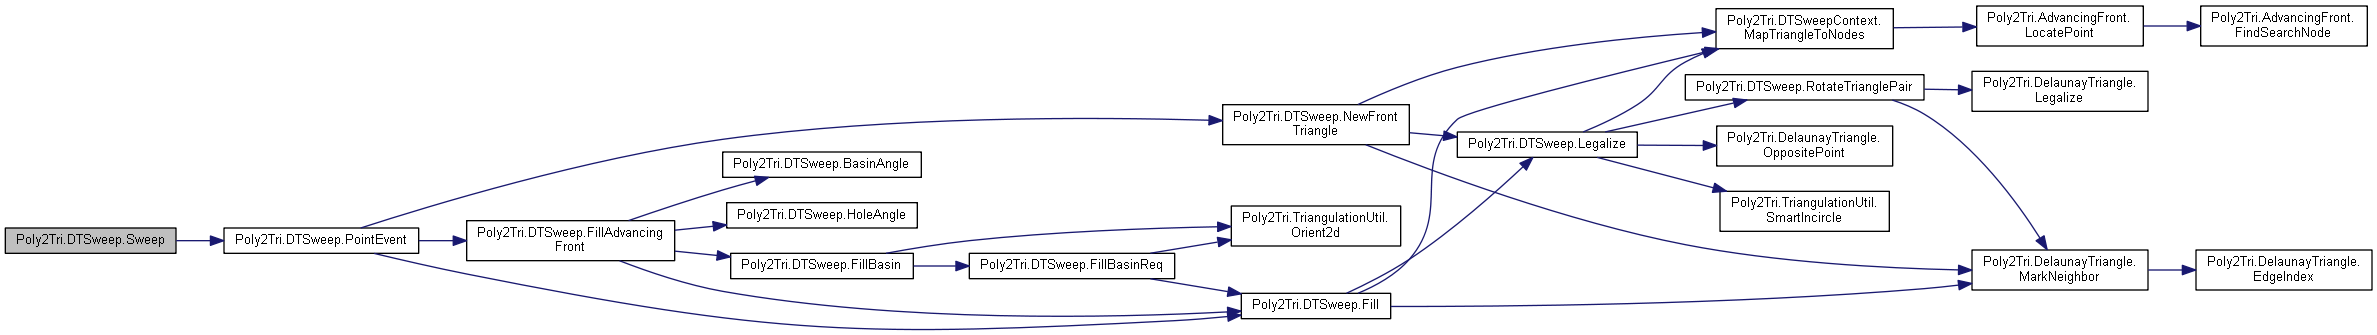 Poly2Tri.DTSweep.Sweep
Poly2Tri.DTSweep.PointEvent
Poly2Tri.DTSweep.FillAdvancing
Front
Poly2Tri.DTSweep.BasinAngle
Poly2Tri.DTSweep.HoleAngle
Poly2Tri.DTSweep.FillBasin
Poly2Tri.DTSweep.FillBasinReq
Poly2Tri.DTSweep.NewFront
Triangle
Poly2Tri.TriangulationUtil.
Orient2d
Poly2Tri.DTSweep.Fill
Poly2Tri.DTSweep.Legalize
Poly2Tri.DTSweepContext.
MapTriangleToNodes
Poly2Tri.DTSweep.RotateTrianglePair
Poly2Tri.DelaunayTriangle.
OppositePoint
Poly2Tri.TriangulationUtil.
SmartIncircle
Poly2Tri.AdvancingFront.
LocatePoint
Poly2Tri.DelaunayTriangle.
Legalize
Poly2Tri.DelaunayTriangle.
MarkNeighbor
Poly2Tri.AdvancingFront.
FindSearchNode
Poly2Tri.DelaunayTriangle.
EdgeIndex